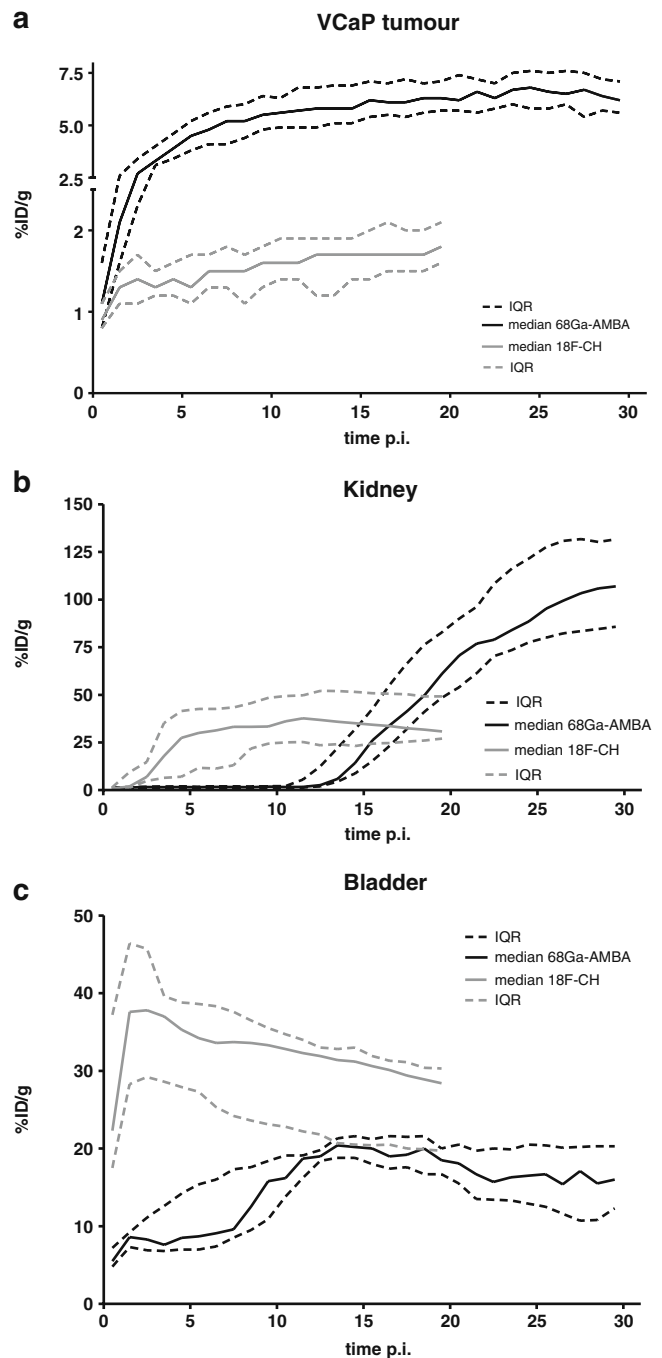 a
VCaP tumour
7.5
5.0
2.5
2
1
0
%ID/g
IQR
median 68Ga-AMBA
median 18F-CH
IQR
0 5 10 15 20 25 30
time p.i.
b
Kidney
150
125
100
75
50
25
0
%ID/g
IQR
median 68Ga-AMBA
median 18F-CH
IQR
0 5 10 15 20 25 30
time p.i.
c
Bladder
50
40
30
20
10
0
%ID/g
IQR
median 68Ga-AMBA
median 18F-CH
IQR
0 5 10 15 20 25 30
time p.i.